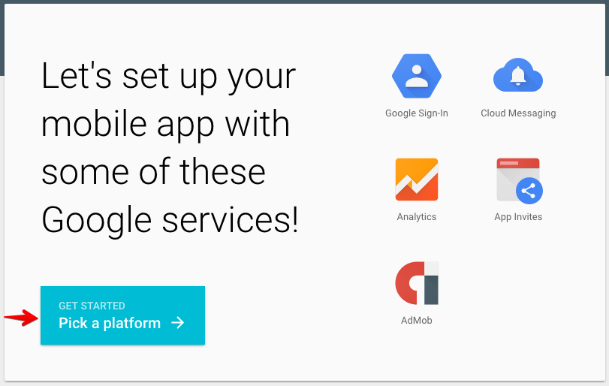 Let's set up your
mobile app with
some of these
Google services!
GET STARTED
Pick a platform
Google Sign-In
Cloud Messaging
Analytics
App Invites
AdMob